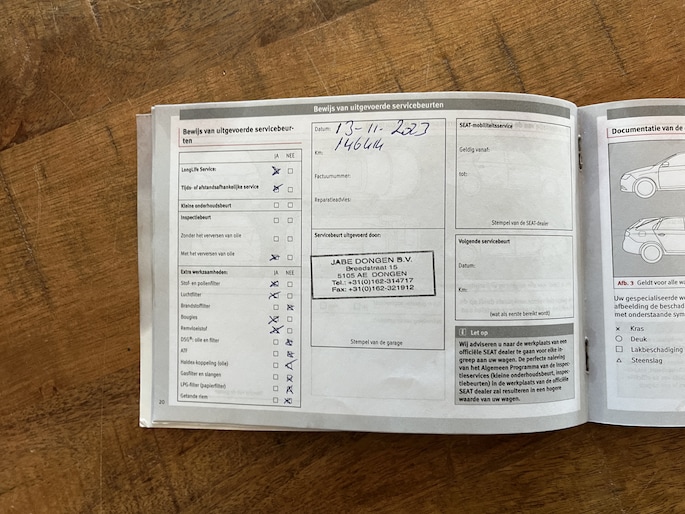 Bewijs van uitgevoerde servicebeurten
Bewijs van uitgevoerde servicebeur-
ten
JA NEE
LongLife Service:
Tijds- of afstandsafhankelijke service
Kleine onderhoudsbeurt
Inspectiebeurt
Zonder het verversen van olie
Met het verversen van olie
Extra werkzaamheden: JA NEE
Stof- en pollenfilter
Luchtfilter
Brandstoffilter
Bougies
Remvloeistof
DSG®: olie en filter
ATF
Haldex-koppeling (olie)
Gasfilter en slangen
LPG-filter (papierfilter)
Getande riem:
20
Datum: 13-11-2023
Km: 146414
Factuurnummer:
Reparatieadvies:
Servicebeurt uitgevoerd door:
JABE DONGEN B.V.
Breedstraat 15
5105 AE DONGEN
Tel.: +31(0)162-314717
Fax: +31(0)162-321912
Stempel van de garage
SEAT-mobiliteitsservice
Geldig vanaf:
tot:
Stempel van de SEAT-dealer
Volgende servicebeurt
Datum:
Km:
(wat als eerste bereikt wordt)
Let op
Wij adviseren u naar de werkplaats van een
officiële SEAT dealer te gaan voor elke in-
greep aan uw wagen. De perfecte naleving
van het Algemeen Programma van de Inspec-
tieservices (kleine onderhoudsbeurt, inspec-
tiebeurten) in de werkplaats van de officiële
SEAT dealer zal resulteren in een hogere
waarde van uw wagen.
Documentatie van de
Afb. 3 Geldt voor alle
Uw gespecialiseerde
afbeelding de bescha
met onderstaande sym
× Kras
○ Deuk
□ Lakbeschadiging
△ Steenslag